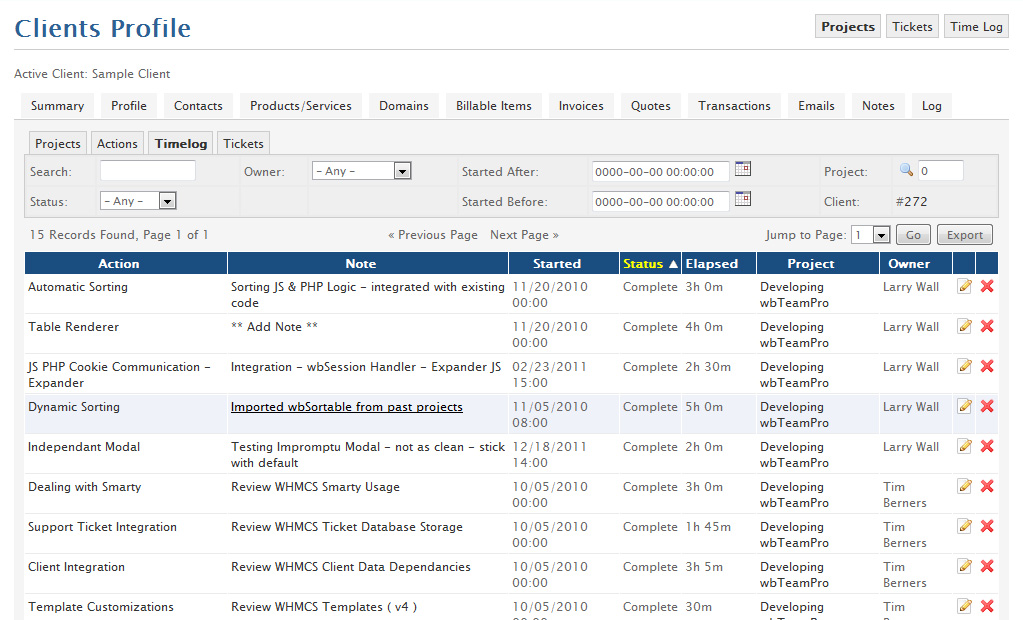 Clients Profile
Projects Tickets Time Log
Active Client: Sample Client
Summary Profile Contacts Products/Services Domains Billable Items Invoices Quotes Transactions Emails Notes Log
Projects Actions Timelog Tickets
Search: Owner: - Any - Started After: 0000-00-00 00:00:00 Project: 0
Status: - Any - Started Before: 0000-00-00 00:00:00 Client: #272
15 Records Found, Page 1 of 1 « Previous Page Next Page » Jump to Page: 1 Go Export
Action Note Started Status ▲ Elapsed Project Owner
Automatic Sorting Sorting JS & PHP Logic - integrated with existing 11/20/2010 Complete 3h 0m Developing Larry Wall
code 00:00 wbTeamPro
Table Renderer ** Add Note ** 11/20/2010 Complete 4h 0m Developing Larry Wall
00:00 wbTeamPro
JS PHP Cookie Communication - Integration - wbSession Handler - Expander JS 02/23/2011 Complete 2h 30m Developing Larry Wall
Expander 15:00 wbTeamPro
Dynamic Sorting Imported wbSortable from past projects 11/05/2010 Complete 5h 0m Developing Larry Wall
08:00 wbTeamPro
Independant Modal Testing Impromptu Modal - not as clean - stick 12/18/2011 Complete 2h 0m Developing Larry Wall
with default 14:00 wbTeamPro
Dealing with Smarty Review WHMCS Smarty Usage 10/05/2010 Complete 3h 0m Developing Tim
00:00 wbTeamPro Berners
Support Ticket Integration Review WHMCS Ticket Database Storage 10/05/2010 Complete 1h 45m Developing Tim
00:00 wbTeamPro Berners
Client Integration Review WHMCS Client Data Dependancies 10/05/2010 Complete 3h 5m Developing Tim
00:00 wbTeamPro Berners
Template Customizations Review WHMCS Templates ( v4 ) 10/05/2010 Complete 30m Developing Tim